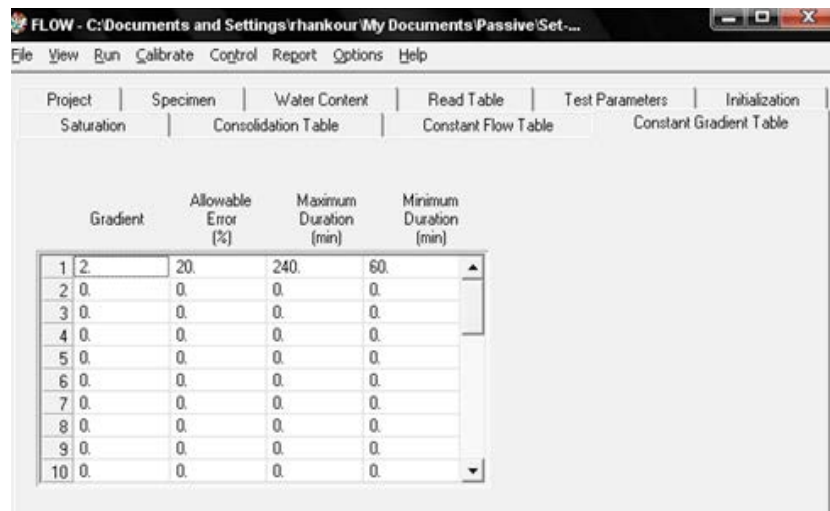 FLOW - C:\Documents and Settings\rhankour\My Documents\Passive\Set-...
File View Run Calibrate Control Report Options Help
Project Specimen Water Content Read Table Test Parameters Initialization
Saturation Consolidation Table Constant Flow Table Constant Gradient Table
Gradient Allowable Error (%) Maximum Duration (min) Minimum Duration (min)
1 2. 20. 240. 60.
2 0. 0. 0. 0.
3 0. 0. 0. 0.
4 0. 0. 0. 0.
5 0. 0. 0. 0.
6 0. 0. 0. 0.
7 0. 0. 0. 0.
8 0. 0. 0. 0.
9 0. 0. 0. 0.
10 0. 0. 0. 0.